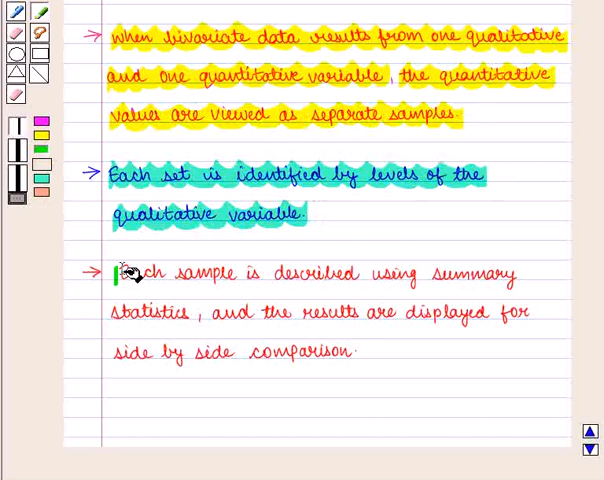 → When bivariate data results from one qualitative
and one quantitative variable, the quantitative
values are viewed as separate samples.
→ Each set is identified by levels of the
qualitative variable.
→ Each sample is described using summary
statistics, and the results are displayed for
side by side comparison.